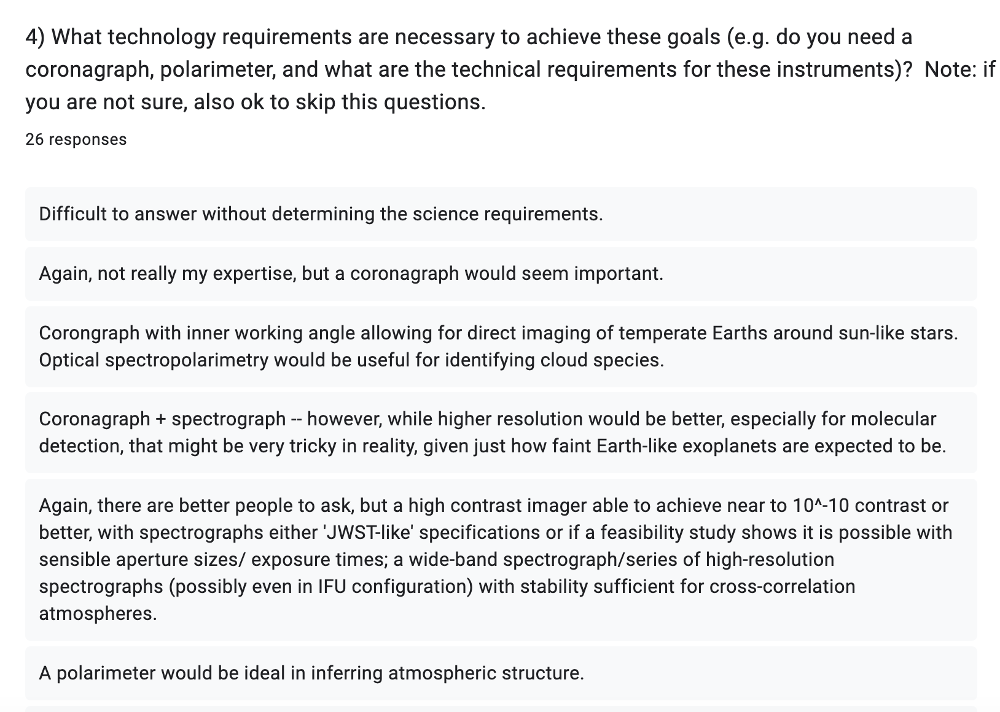 4) What technology requirements are necessary to achieve these goals (e.g. do you need a
coronagraph, polarimeter, and what are the technical requirements for these instruments)?  Note: if
you are not sure, also ok to skip this questions.
26 responses
Difficult to answer without determining the science requirements.
Again, not really my expertise, but a coronagraph would seem important.
Corongraph with inner working angle allowing for direct imaging of temperate Earths around sun-like stars.
Optical spectropolarimetry would be useful for identifying cloud species.
Coronagraph + spectrograph -- however, while higher resolution would be better, especially for molecular
detection, that might be very tricky in reality, given just how faint Earth-like exoplanets are expected to be.
Again, there are better people to ask, but a high contrast imager able to achieve near to 10^-10 contrast or
better, with spectrographs either 'JWST-like' specifications or if a feasibility study shows it is possible with
sensible aperture sizes/ exposure times; a wide-band spectrograph/series of high-resolution
spectrographs (possibly even in IFU configuration) with stability sufficient for cross-correlation
atmospheres.
A polarimeter would be ideal in inferring atmospheric structure.